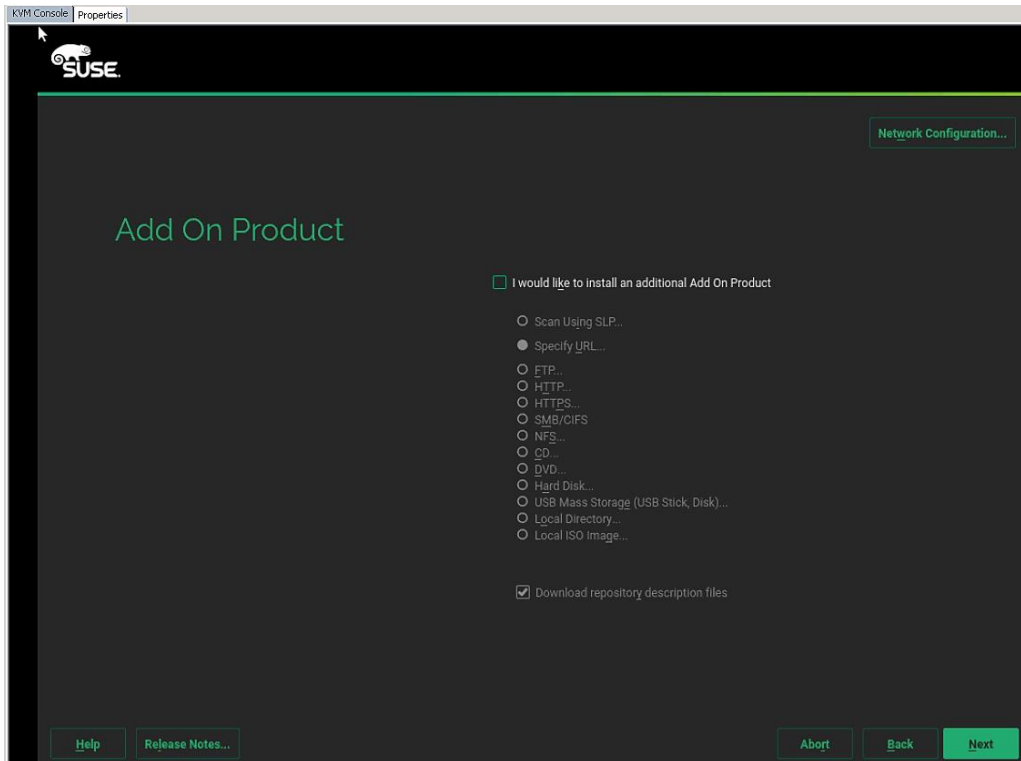 KVM Console Properties
SUSE.
Network Configuration...
Add On Product
I would like to install an additional Add On Product
Scan Using SLP...
Specify URL...
FTP...
HTTP...
HTTPS...
SMB/CIFS
NFS...
CD...
DVD...
Hard Disk...
USB Mass Storage (USB Stick, Disk)...
Local Directory...
Local ISO Image...
Download repository description files
Help Release Notes... Abort Back Next